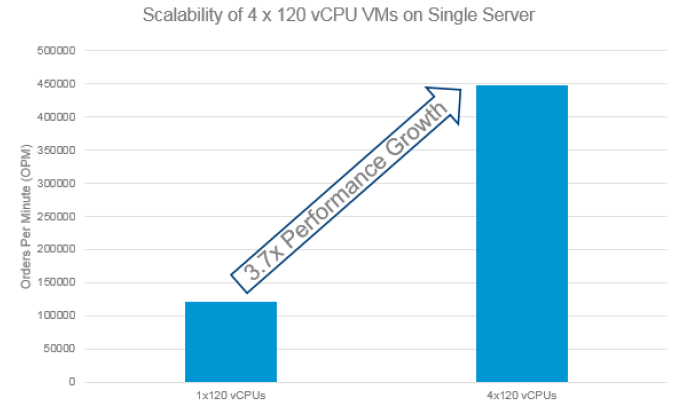 Scalability of 4 x 120 vCPU VMs on Single Server
500000
450000
400000
350000
300000
250000
200000
150000
100000
50000
0
Orders Per Minute (OPM)
3.7x Performance Growth
1x120 vCPUs
4x120 vCPUs